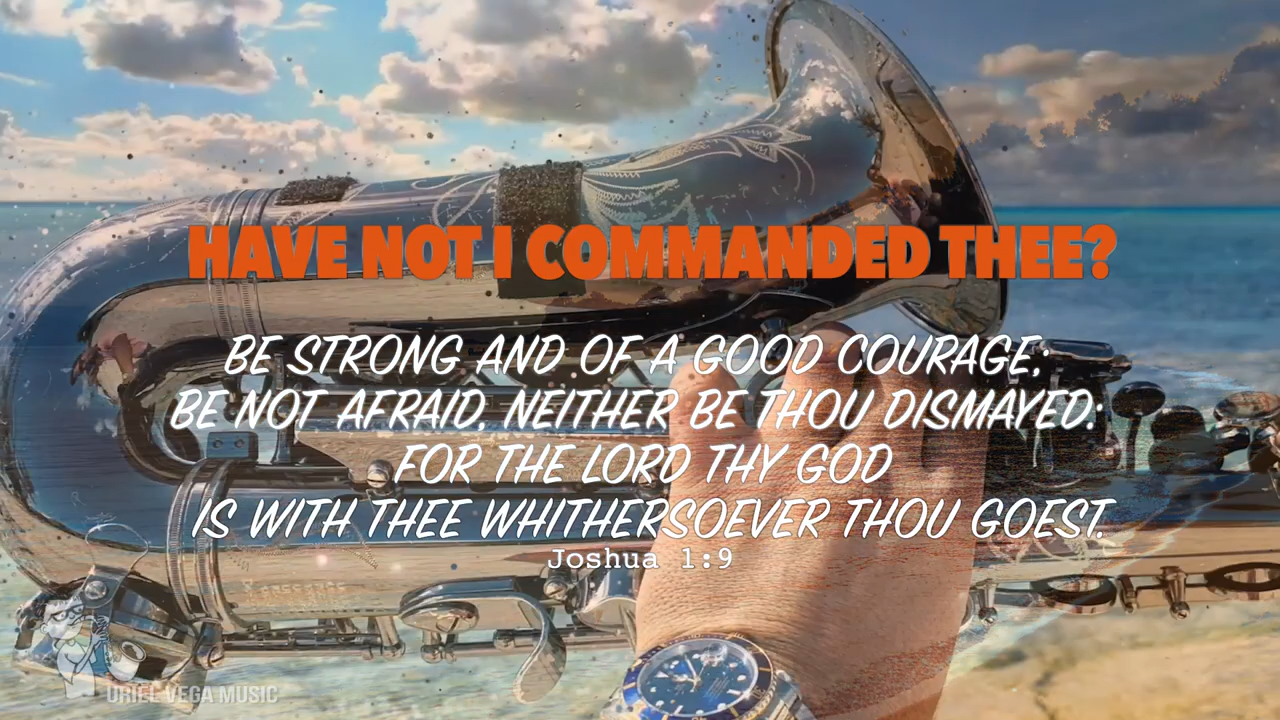 HAVE NOT I COMMANDED THEE?
BE STRONG AND OF A GOOD COURAGE;
BE NOT AFRAID, NEITHER BE THOU DISMAYED:
FOR THE LORD THY GOD
IS WITH THEE WHITHERSOEVER THOU GOEST.
Joshua 1:9
URIEL VEGA MUSIC